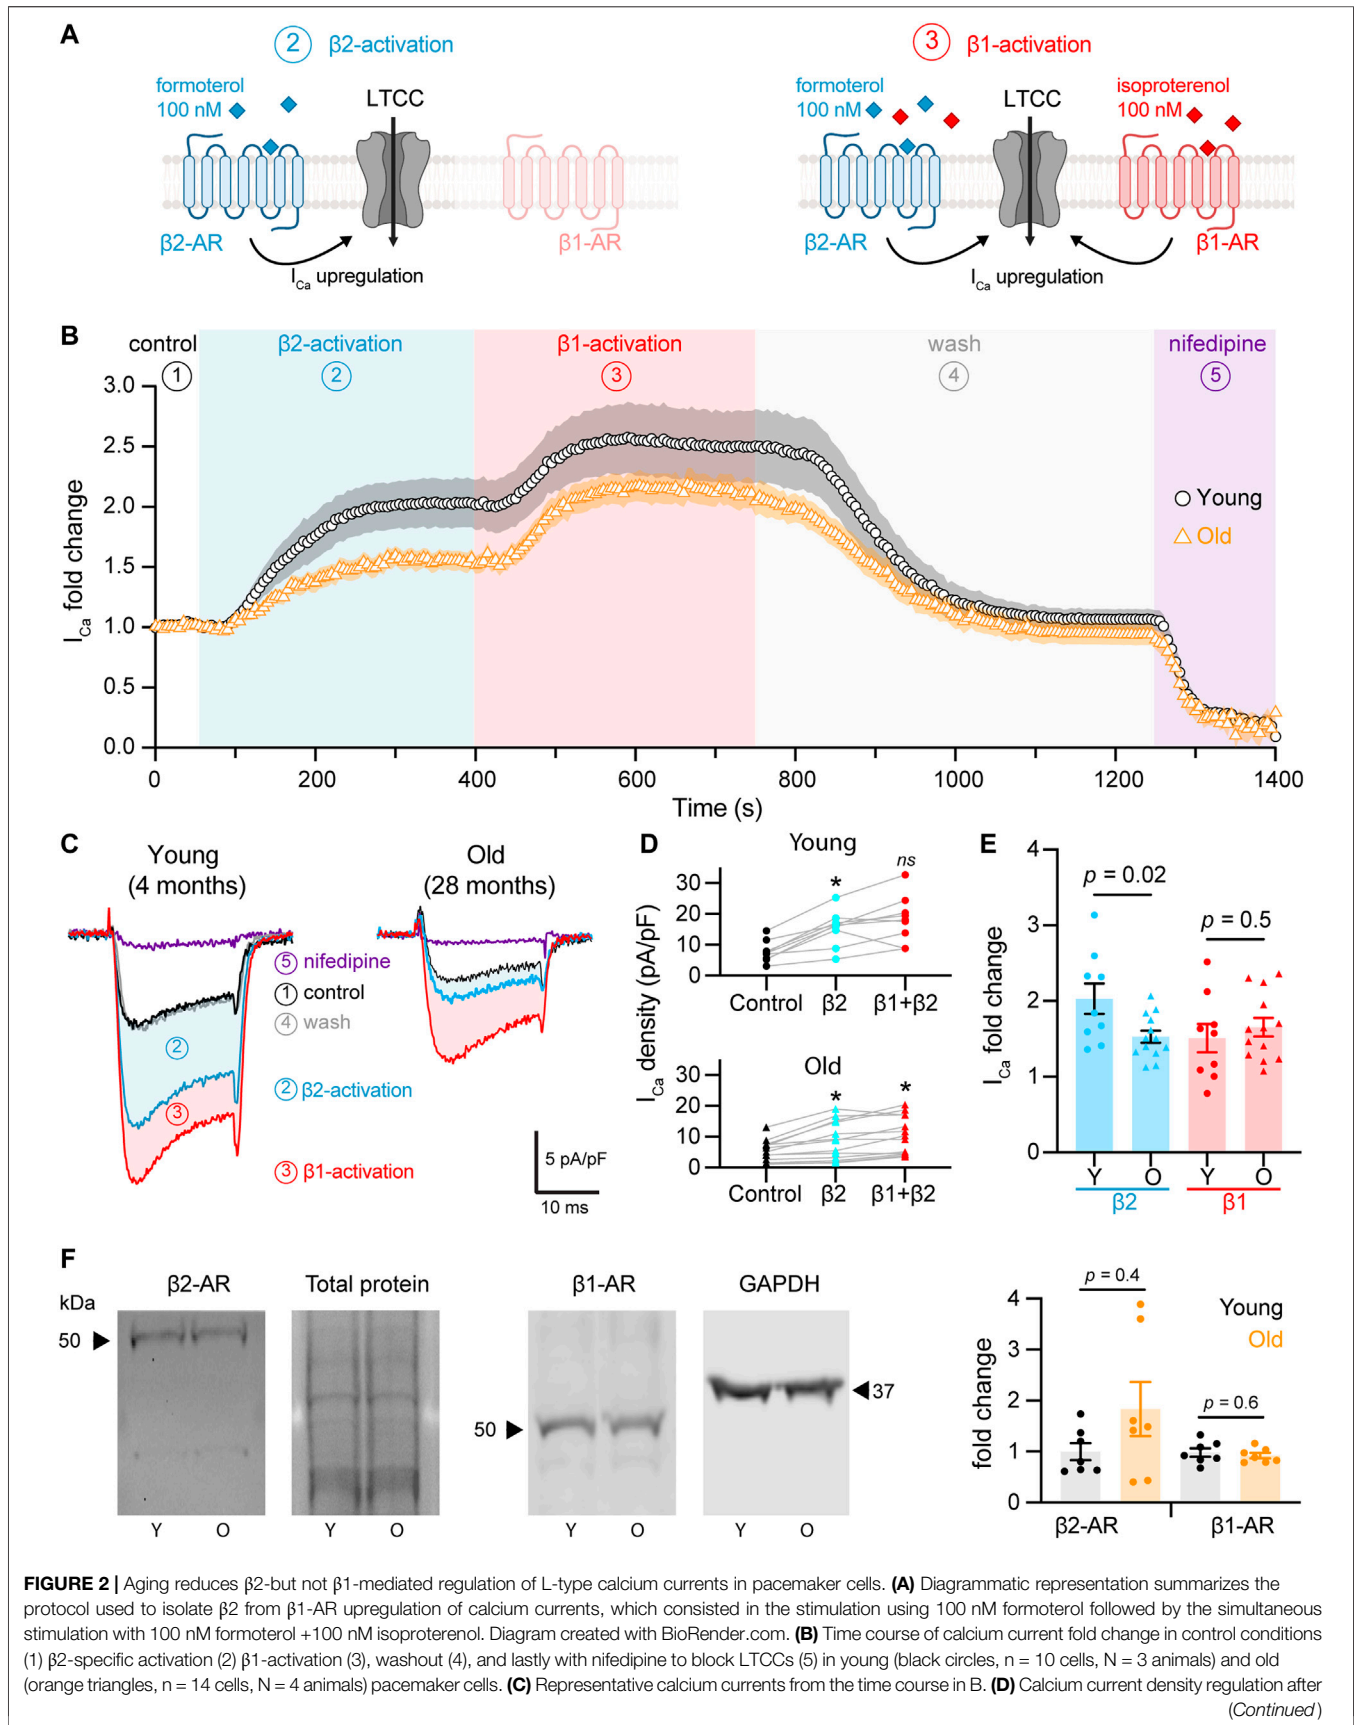 A
2 β2-activation
formoterol
100 nM
LTCC
β2-AR
β1-AR
I_Ca upregulation
3 β1-activation
formoterol
100 nM
LTCC
isoproterenol
100 nM
β2-AR
β1-AR
I_Ca upregulation
B
control
1
β2-activation
2
β1-activation
3
wash
4
nifedipine
5
I_Ca fold change
3.0
2.5
2.0
1.5
1.0
0.5
0.0
Young
Old
0 200 400 600 800 1000 1200 1400
Time (s)
C
Young
(4 months)
Old
(28 months)
5 nifedipine
1 control
4 wash
2
2 β2-activation
3
3 β1-activation
5 pA/pF
10 ms
D
I_Ca density (pA/pF)
Young
30
20
10
0
*
ns
Control β2 β1+β2
Old
30
20
10
0
*
*
Control β2 β1+β2
E
I_Ca fold change
4
3
2
1
0
p = 0.02
p = 0.5
Y O Y O
β2 β1
F
kDa
β2-AR
50
Y O
Total protein
Y O
β1-AR
50
Y O
GAPDH
37
Y O
fold change
4
3
2
1
0
p = 0.4
Young
Old
p = 0.6
β2-AR β1-AR
FIGURE 2 | Aging reduces β2-but not β1-mediated regulation of L-type calcium currents in pacemaker cells. (A) Diagrammatic representation summarizes the
protocol used to isolate β2 from β1-AR upregulation of calcium currents, which consisted in the stimulation using 100 nM formoterol followed by the simultaneous
stimulation with 100 nM formoterol +100 nM isoproterenol. Diagram created with BioRender.com. (B) Time course of calcium current fold change in control conditions
(1) β2-specific activation (2) β1-activation (3), washout (4), and lastly with nifedipine to block LTCCs (5) in young (black circles, n = 10 cells, N = 3 animals) and old
(orange triangles, n = 14 cells, N = 4 animals) pacemaker cells. (C) Representative calcium currents from the time course in B. (D) Calcium current density regulation after
(Continued)